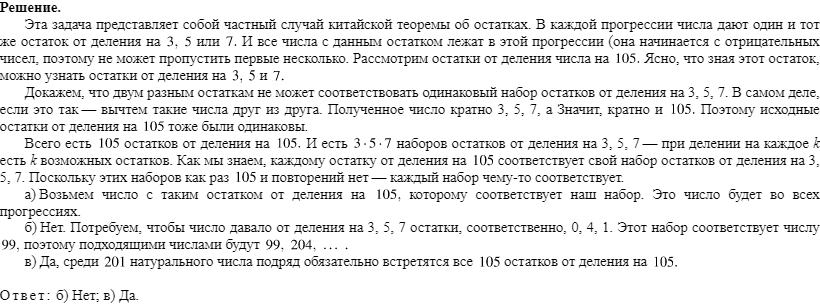 Решение.
Эта задача представляет собой частный случай китайской теоремы об остатках. В каждой прогрессии числа дают один и тот
же остаток от деления на 3, 5 или 7. И все числа с данным остатком лежат в этой прогрессии (она начинается с отрицательных
чисел, поэтому не может пропустить первые несколько. Рассмотрим остатки от деления числа на 105. Ясно, что зная этот остаток,
можно узнать остатки от деления на 3, 5 и 7.
Докажем, что двум разным остаткам не может соответствовать одинаковый набор остатков от деления на 3, 5, 7. В самом деле,
если это так — вычтем такие числа друг из друга. Полученное число кратно 3, 5, 7, а Значит, кратно и 105. Поэтому исходные
остатки от деления на 105 тоже были одинаковы.
Всего есть 105 остатков от деления на 105. И есть 3 · 5 · 7 наборов остатков от деления на 3, 5, 7 — при делении на каждое k
есть k возможных остатков. Как мы знаем, каждому остатку от деления на 105 соответствует свой набор остатков от деления на 3,
5, 7. Поскольку этих наборов как раз 105 и повторений нет — каждый набор чему-то соответствует.
а) Возьмем число с таким остатком от деления на 105, которому соответствует наш набор. Это число будет во всех
прогрессиях.
б) Нет. Потребуем, чтобы число давало от деления на 3, 5, 7 остатки, соответственно, 0, 4, 1. Этот набор соответствует числу
99, поэтому подходящими числами будут 99, 204, ... .
в) Да, среди 201 натурального числа подряд обязательно встретятся все 105 остатков от деления на 105.
Ответ: б) Нет; в) Да.